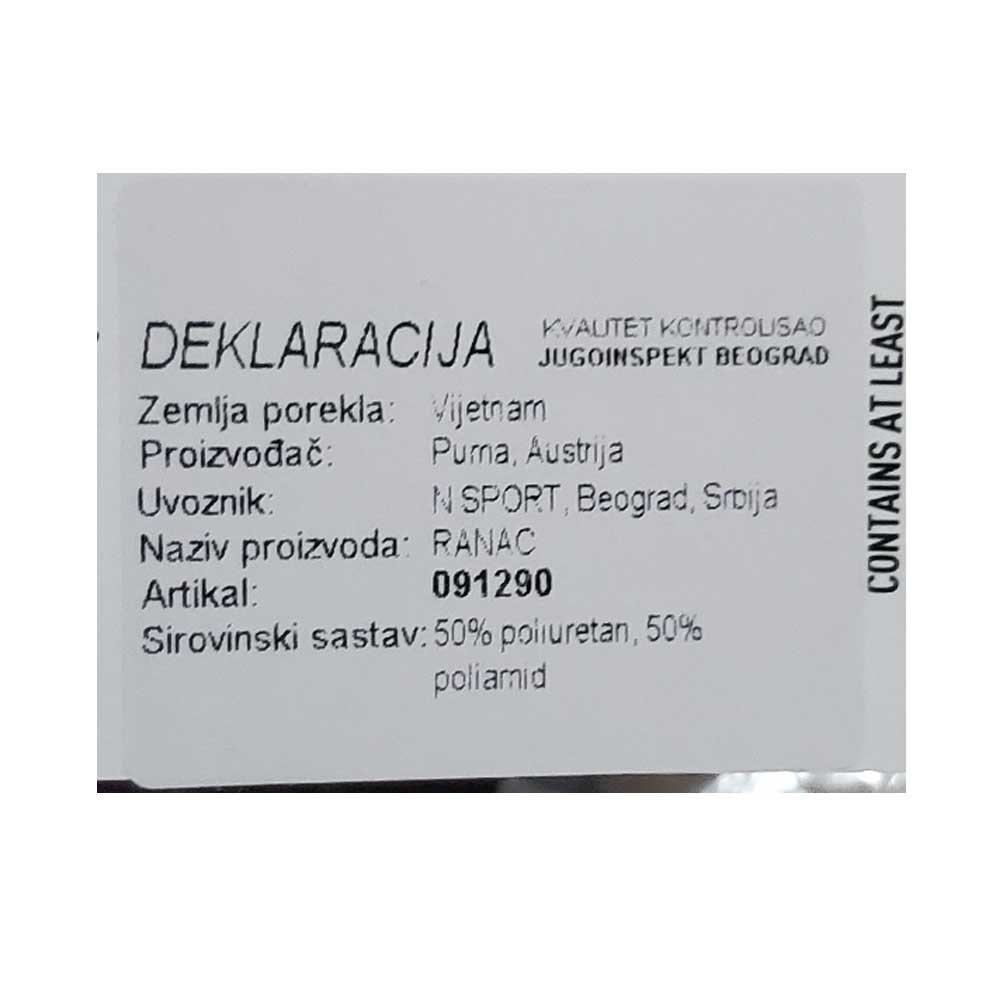 DEKLARACIJA
KVALITET KONTROLISAO
JUGOINSPEKT BEOGRAD
Zemlja porekla: Vijetnam
Proizvođač: Puma, Austrija
Uvoznik: N SPORT, Beograd, Srbija
Naziv proizvoda: RANAC
Artikal: 091290
Sirovinski sastav: 50% poliuretan, 50%
poliamid
CONTAINS AT LEAST